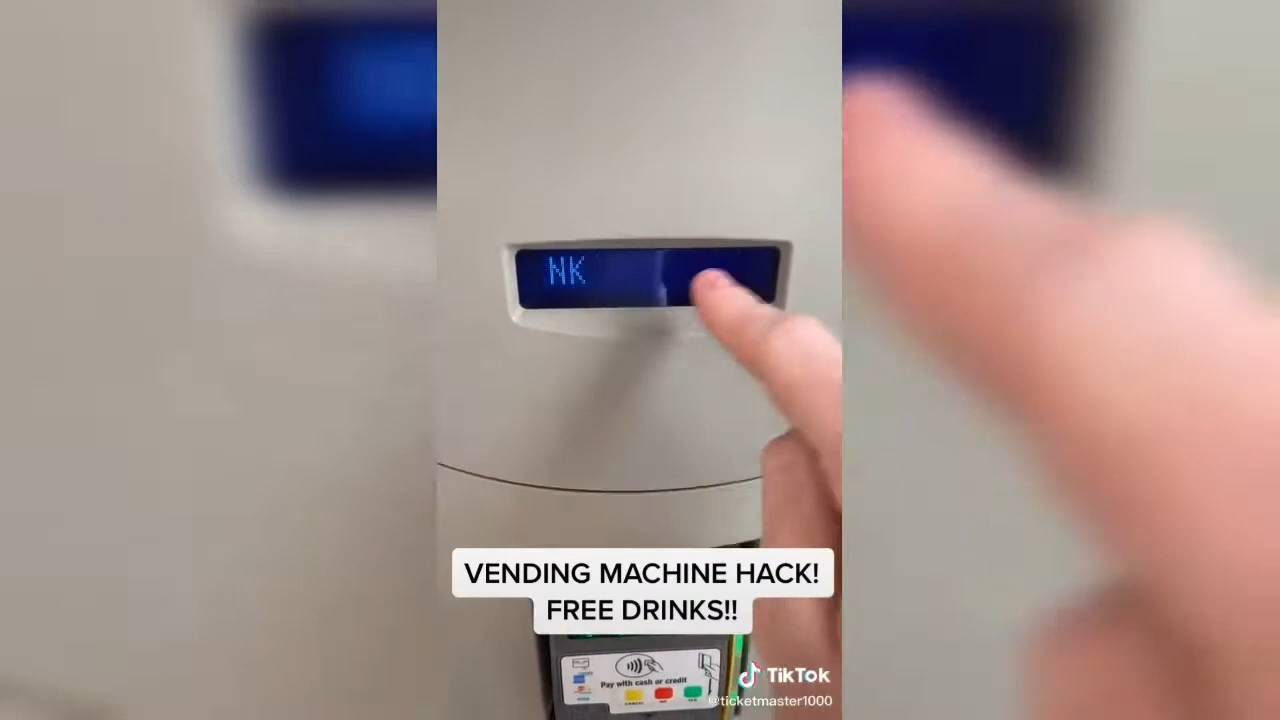 NK
VENDING MACHINE HACK!
FREE DRINKS!!
Pay with cash or credit
TikTok
@ticketmaster1000